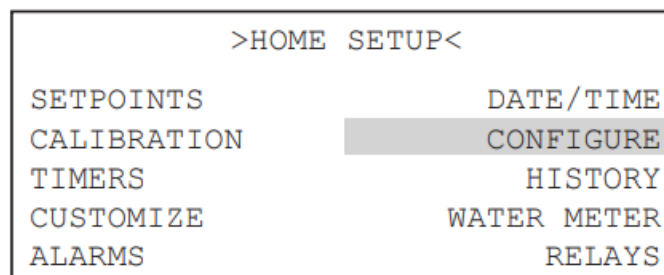 >HOME SETUP<
SETPOINTS DATE/TIME
CALIBRATION CONFIGURE
TIMERS HISTORY
CUSTOMIZE WATER METER
ALARMS RELAYS